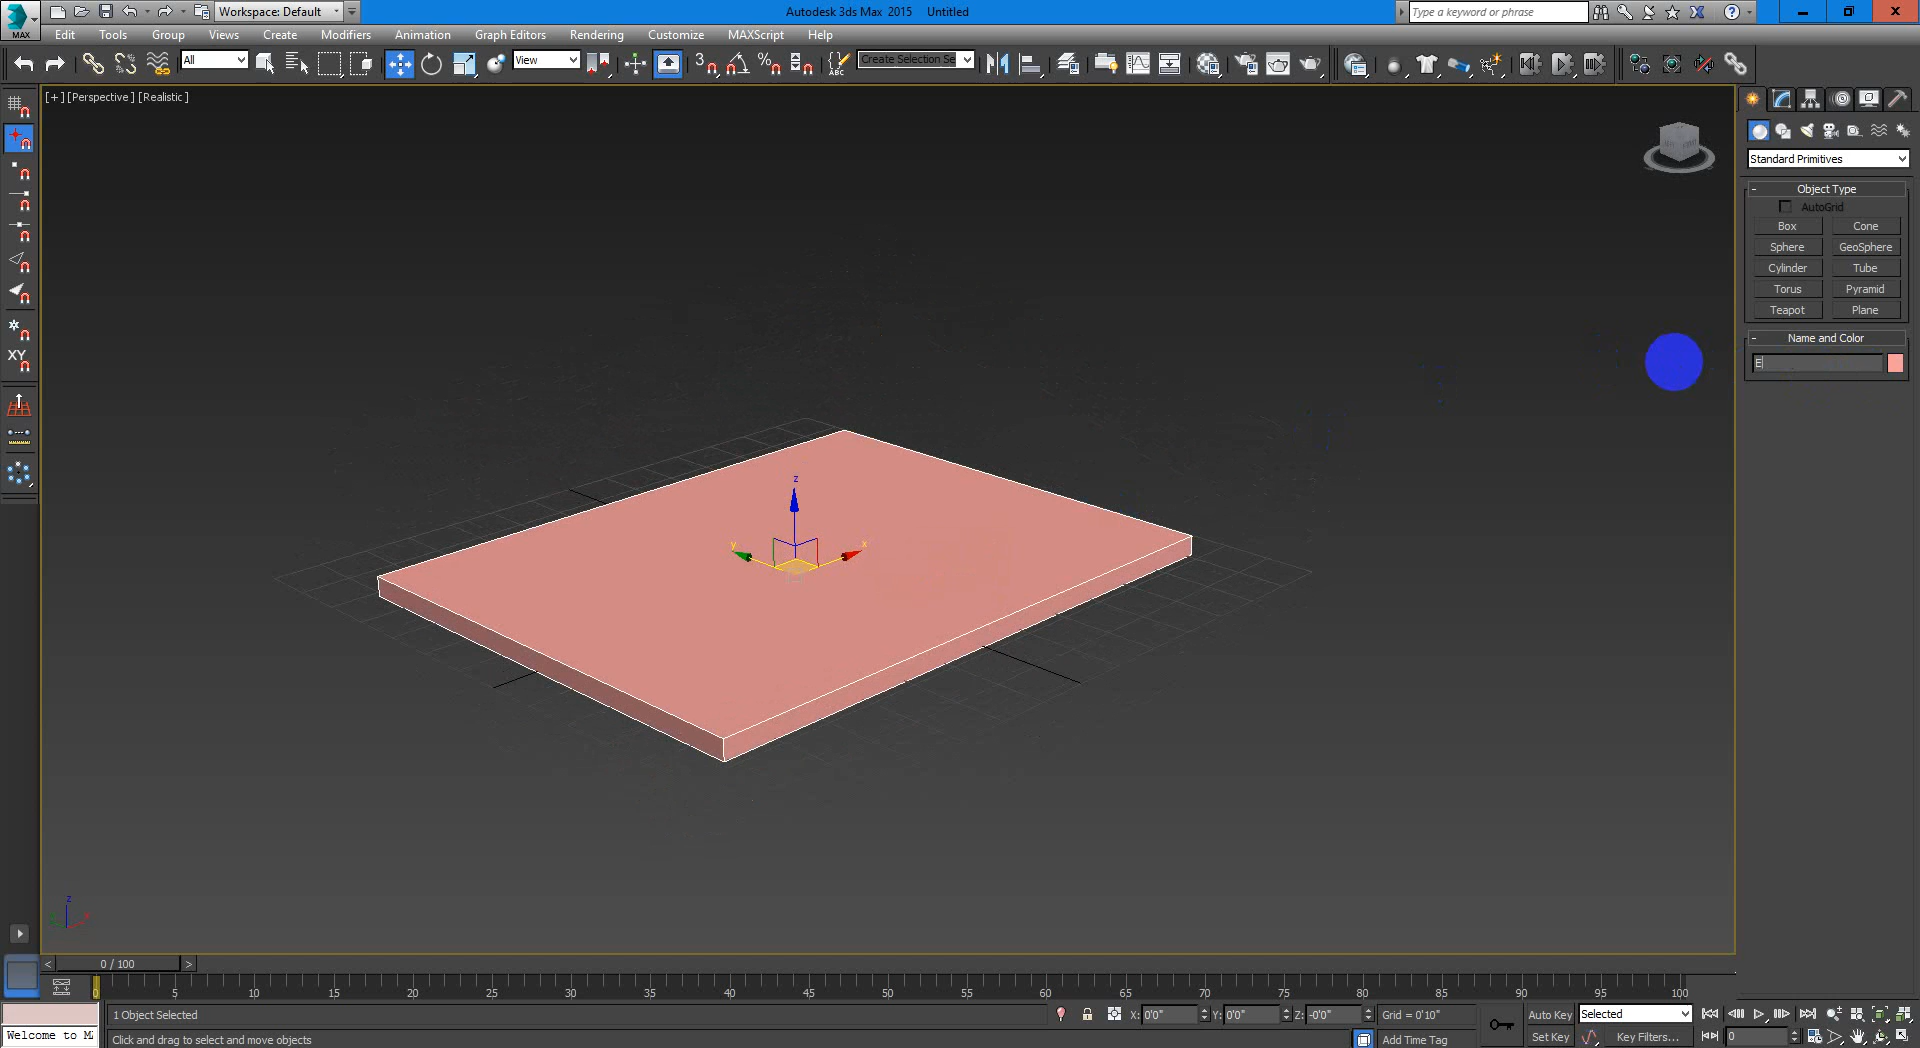 Workspace: Default
Autodesk 3ds Max 2015 Untitled
Type a keyword or phrase
MAX
Edit Tools Group Views Create Modifiers Animation Graph Editors Rendering Customize MAXScript Help
All
View
3
%
ABC
Create Selection Se
[+] [Perspective] [Realistic]
XY
Standard Primitives
Object Type
AutoGrid
Box Cone
Sphere GeoSphere
Cylinder Tube
Torus Pyramid
Teapot Plane
Name and Color
E
z
y
x
z
x
< 0 / 100 >
0 5 10 15 20 25 30 35 40 45 50 55 60 65 70 75 80 85 90 95 100
1 Object Selected
X: 0'0" Y: 0'0" Z: -0'0" Grid = 0'10"
Auto Key Selected
Welcome to M
Click and drag to select and move objects
Add Time Tag
Set Key Key Filters... 0